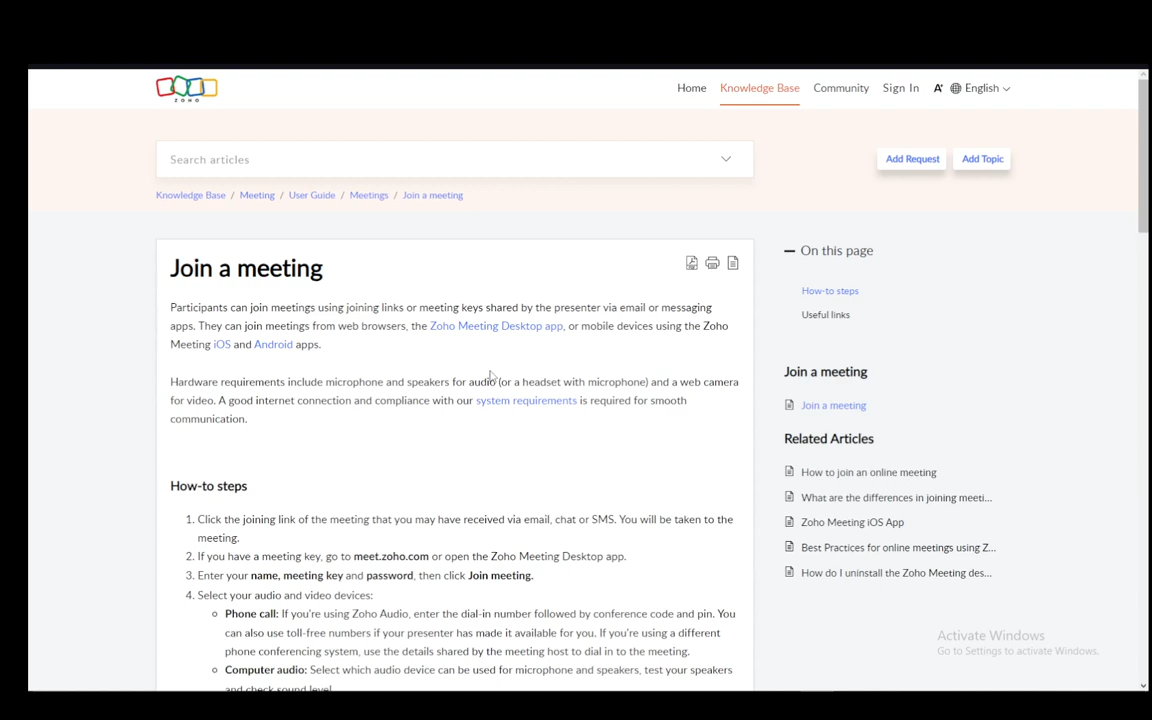 ZOHO
Home Knowledge Base Community Sign In A English
Search articles
Add Request Add Topic
Knowledge Base / Meeting / User Guide / Meetings / Join a meeting
Join a meeting
Participants can join meetings using joining links or meeting keys shared by the presenter via email or messaging
apps. They can join meetings from web browsers, the Zoho Meeting Desktop app, or mobile devices using the Zoho
Meeting iOS and Android apps.
Hardware requirements include microphone and speakers for audio (or a headset with microphone) and a web camera
for video. A good internet connection and compliance with our system requirements is required for smooth
communication.
How-to steps
1. Click the joining link of the meeting that you may have received via email, chat or SMS. You will be taken to the
meeting.
2. If you have a meeting key, go to meet.zoho.com or open the Zoho Meeting Desktop app.
3. Enter your name, meeting key and password, then click Join meeting.
4. Select your audio and video devices:
Phone call: If you're using Zoho Audio, enter the dial-in number followed by conference code and pin. You
can also use toll-free numbers if your presenter has made it available for you. If you're using a different
phone conferencing system, use the details shared by the meeting host to dial in to the meeting.
Computer audio: Select which audio device can be used for microphone and speakers, test your speakers
and check sound level.
On this page
How-to steps
Useful links
Join a meeting
Join a meeting
Related Articles
How to join an online meeting
What are the differences in joining meeti...
Zoho Meeting iOS App
Best Practices for online meetings using Z...
How do I uninstall the Zoho Meeting des...
Activate Windows
Go to Settings to activate Windows.